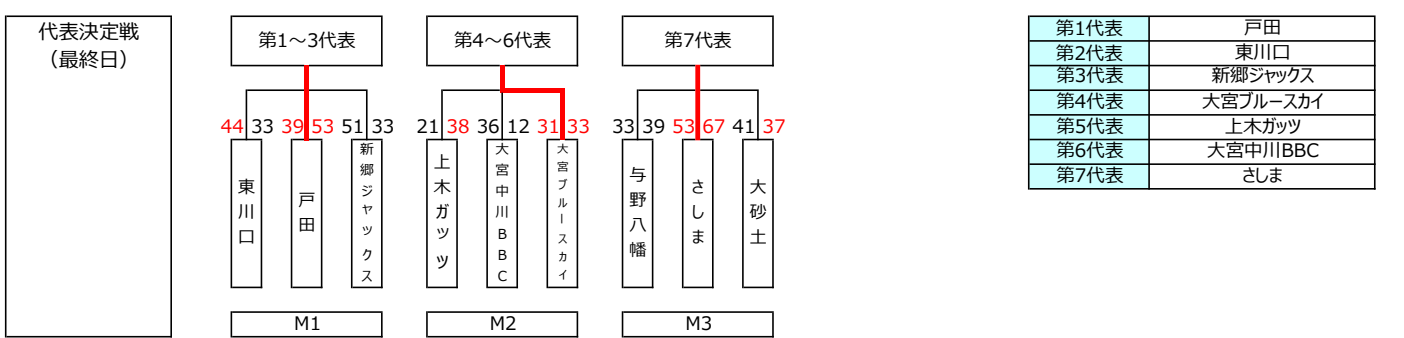 代表決定戦
（最終日）
第1～3代表
第4～6代表
第7代表
44 33 39 53 51 33
21 38 36 12 31 33
33 39 53 67 41 37
東川口
戸田
新郷ジャックス
上木ガッツ
大宮中川BBC
大宮ブルースカイ
与野八幡
さしま
大砂土
M1
M2
M3
第1代表 戸田
第2代表 東川口
第3代表 新郷ジャックス
第4代表 大宮ブルースカイ
第5代表 上木ガッツ
第6代表 大宮中川BBC
第7代表 さしま